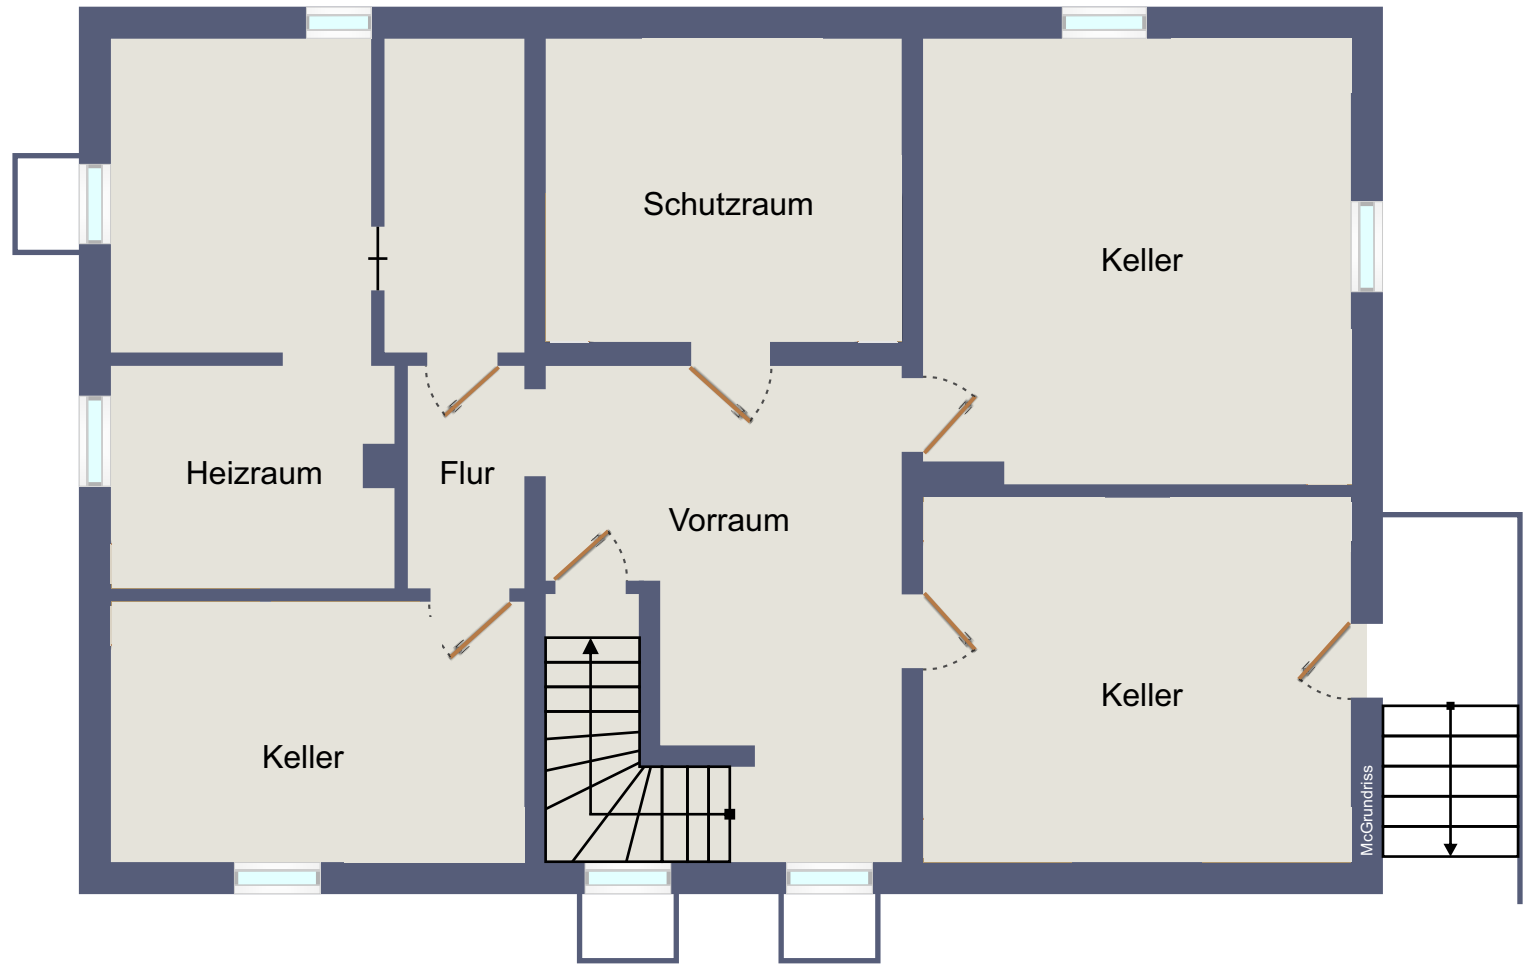 Schutzraum
Keller
Heizraum
Flur
Vorraum
Keller
Keller
McGrundriss